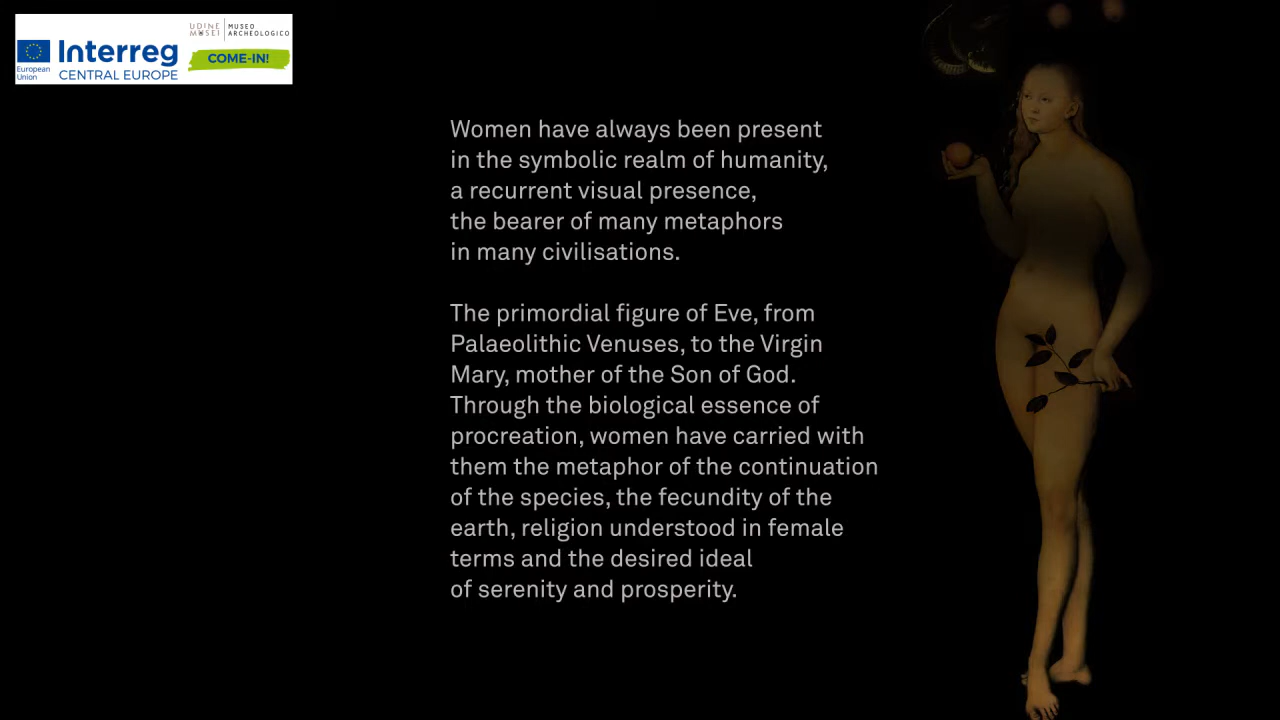 UDINE
MUSEI
MUSEO
ARCHEOLOGICO
Interreg
CENTRAL EUROPE
European
Union
COME-IN!
Women have always been present
in the symbolic realm of humanity,
a recurrent visual presence,
the bearer of many metaphors
in many civilisations.
The primordial figure of Eve, from
Palaeolithic Venuses, to the Virgin
Mary, mother of the Son of God.
Through the biological essence of
procreation, women have carried with
them the metaphor of the continuation
of the species, the fecundity of the
earth, religion understood in female
terms and the desired ideal
of serenity and prosperity.